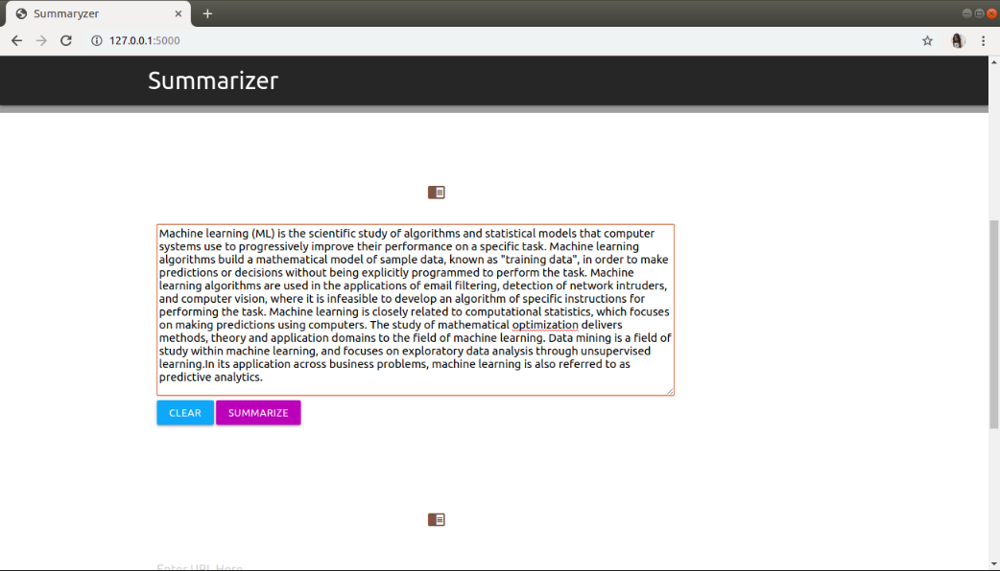 Summaryzer
127.0.0.1:5000
Summarizer
Machine learning (ML) is the scientific study of algorithms and statistical models that computer
systems use to progressively improve their performance on a specific task. Machine learning
algorithms build a mathematical model of sample data, known as "training data", in order to make
predictions or decisions without being explicitly programmed to perform the task. Machine
learning algorithms are used in the applications of email filtering, detection of network intruders,
and computer vision, where it is infeasible to develop an algorithm of specific instructions for
performing the task. Machine learning is closely related to computational statistics, which focuses
on making predictions using computers. The study of mathematical optimization delivers
methods, theory and application domains to the field of machine learning. Data mining is a field of
study within machine learning, and focuses on exploratory data analysis through unsupervised
learning.In its application across business problems, machine learning is also referred to as
predictive analytics.
CLEAR SUMMARIZE
Enter URL Here